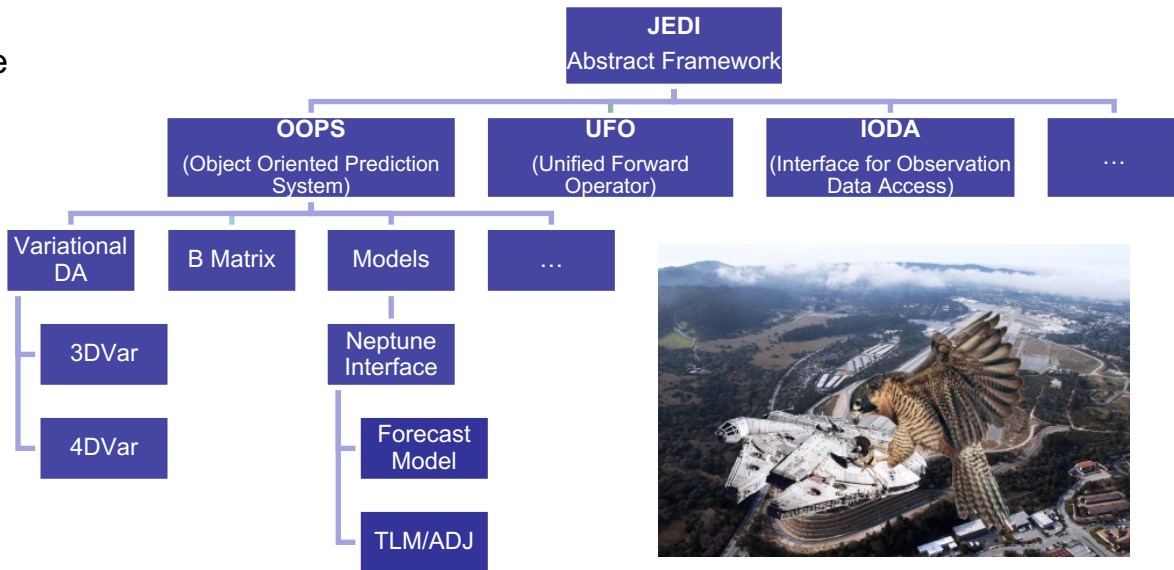 JEDI
Abstract Framework
e
OOPS
(Object Oriented Prediction
System)
UFO
(Unified Forward
Operator)
IODA
(Interface for Observation
Data Access)
…
Variational
DA
B Matrix
Models
…
3DVar
Neptune
Interface
4DVar
Forecast
Model
TLM/ADJ